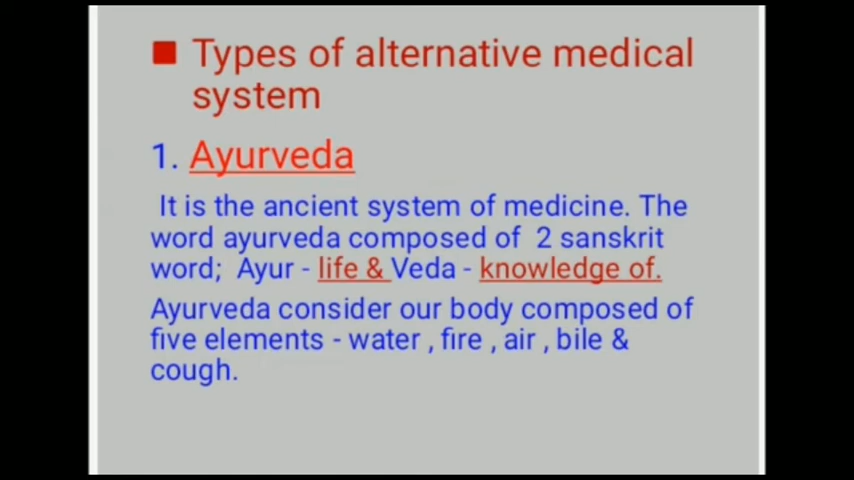 Types of alternative medical
system
1. Ayurveda
It is the ancient system of medicine. The
word ayurveda composed of 2 sanskrit
word; Ayur - life & Veda - knowledge of.
Ayurveda consider our body composed of
five elements - water , fire , air , bile &
cough.